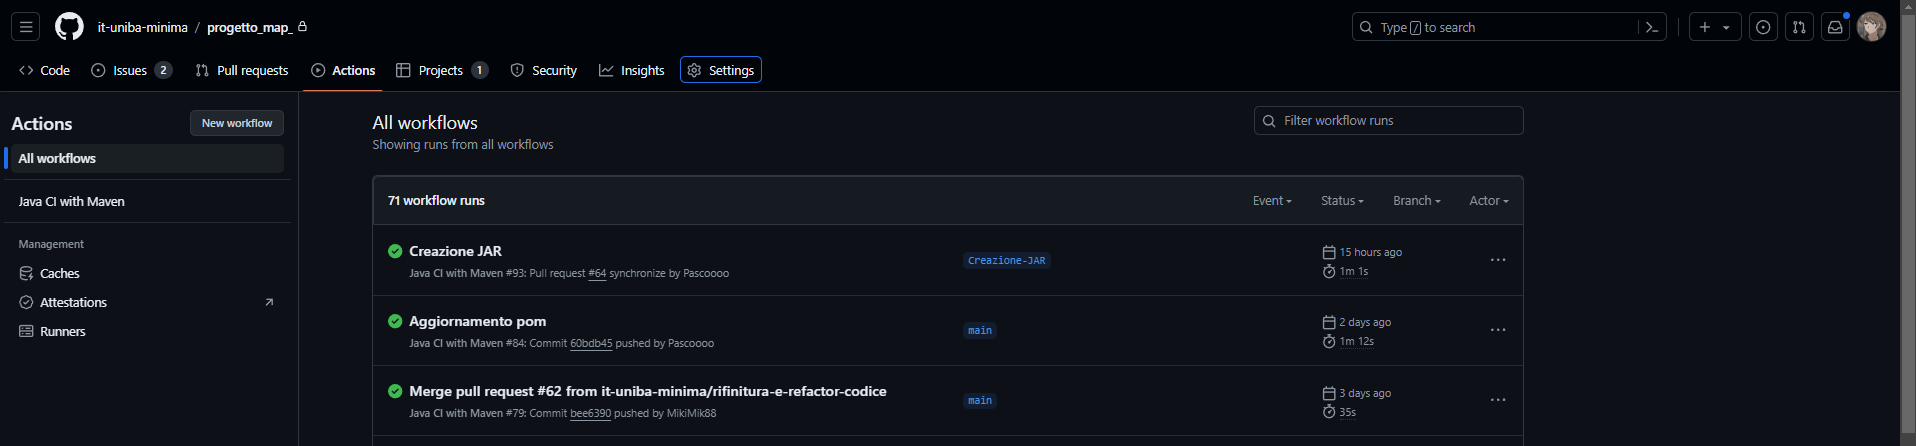 it-uniba-minima / progetto_map_
Type / to search
Code
Issues 2
Pull requests
Actions
Projects 1
Security
Insights
Settings
Actions
New workflow
All workflows
Java CI with Maven
Management
Caches
Attestations
Runners
All workflows
Showing runs from all workflows
Filter workflow runs
71 workflow runs
Event
Status
Branch
Actor
Creazione JAR
Java CI with Maven #93: Pull request #64 synchronize by Pascoooo
Creazione-JAR
15 hours ago
1m 1s
Aggiornamento pom
Java CI with Maven #84: Commit 60bdb45 pushed by Pascoooo
main
2 days ago
1m 12s
Merge pull request #62 from it-uniba-minima/rifinitura-e-refactor-codice
Java CI with Maven #79: Commit bee6390 pushed by MikiMik88
main
3 days ago
35s